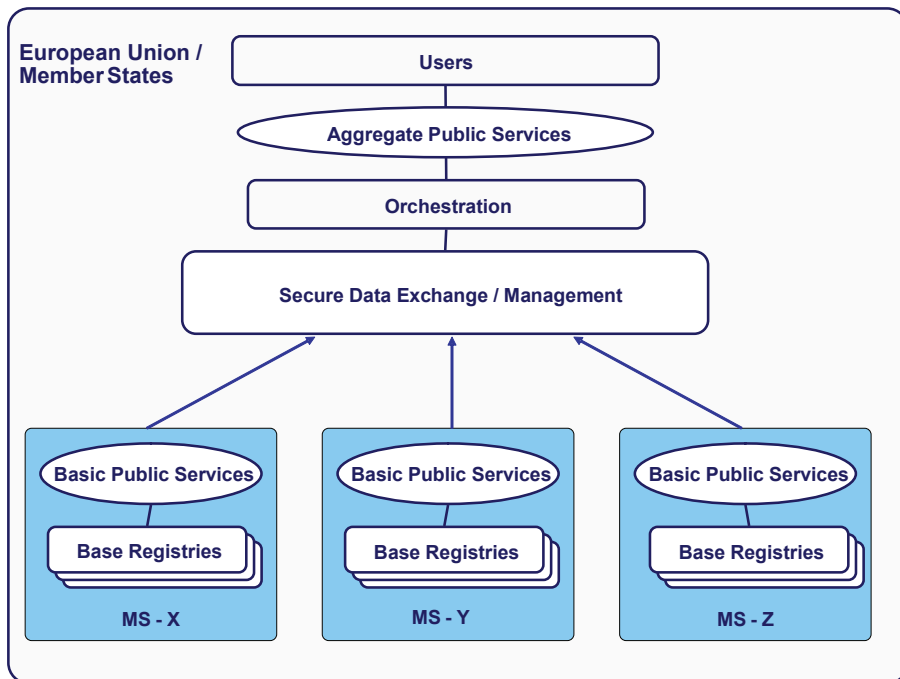 European Union /
Member States
Users
Aggregate Public Services
Orchestration
Secure Data Exchange / Management
Basic Public Services
Base Registries
MS - X
Basic Public Services
Base Registries
MS - Y
Basic Public Services
Base Registries
MS - Z